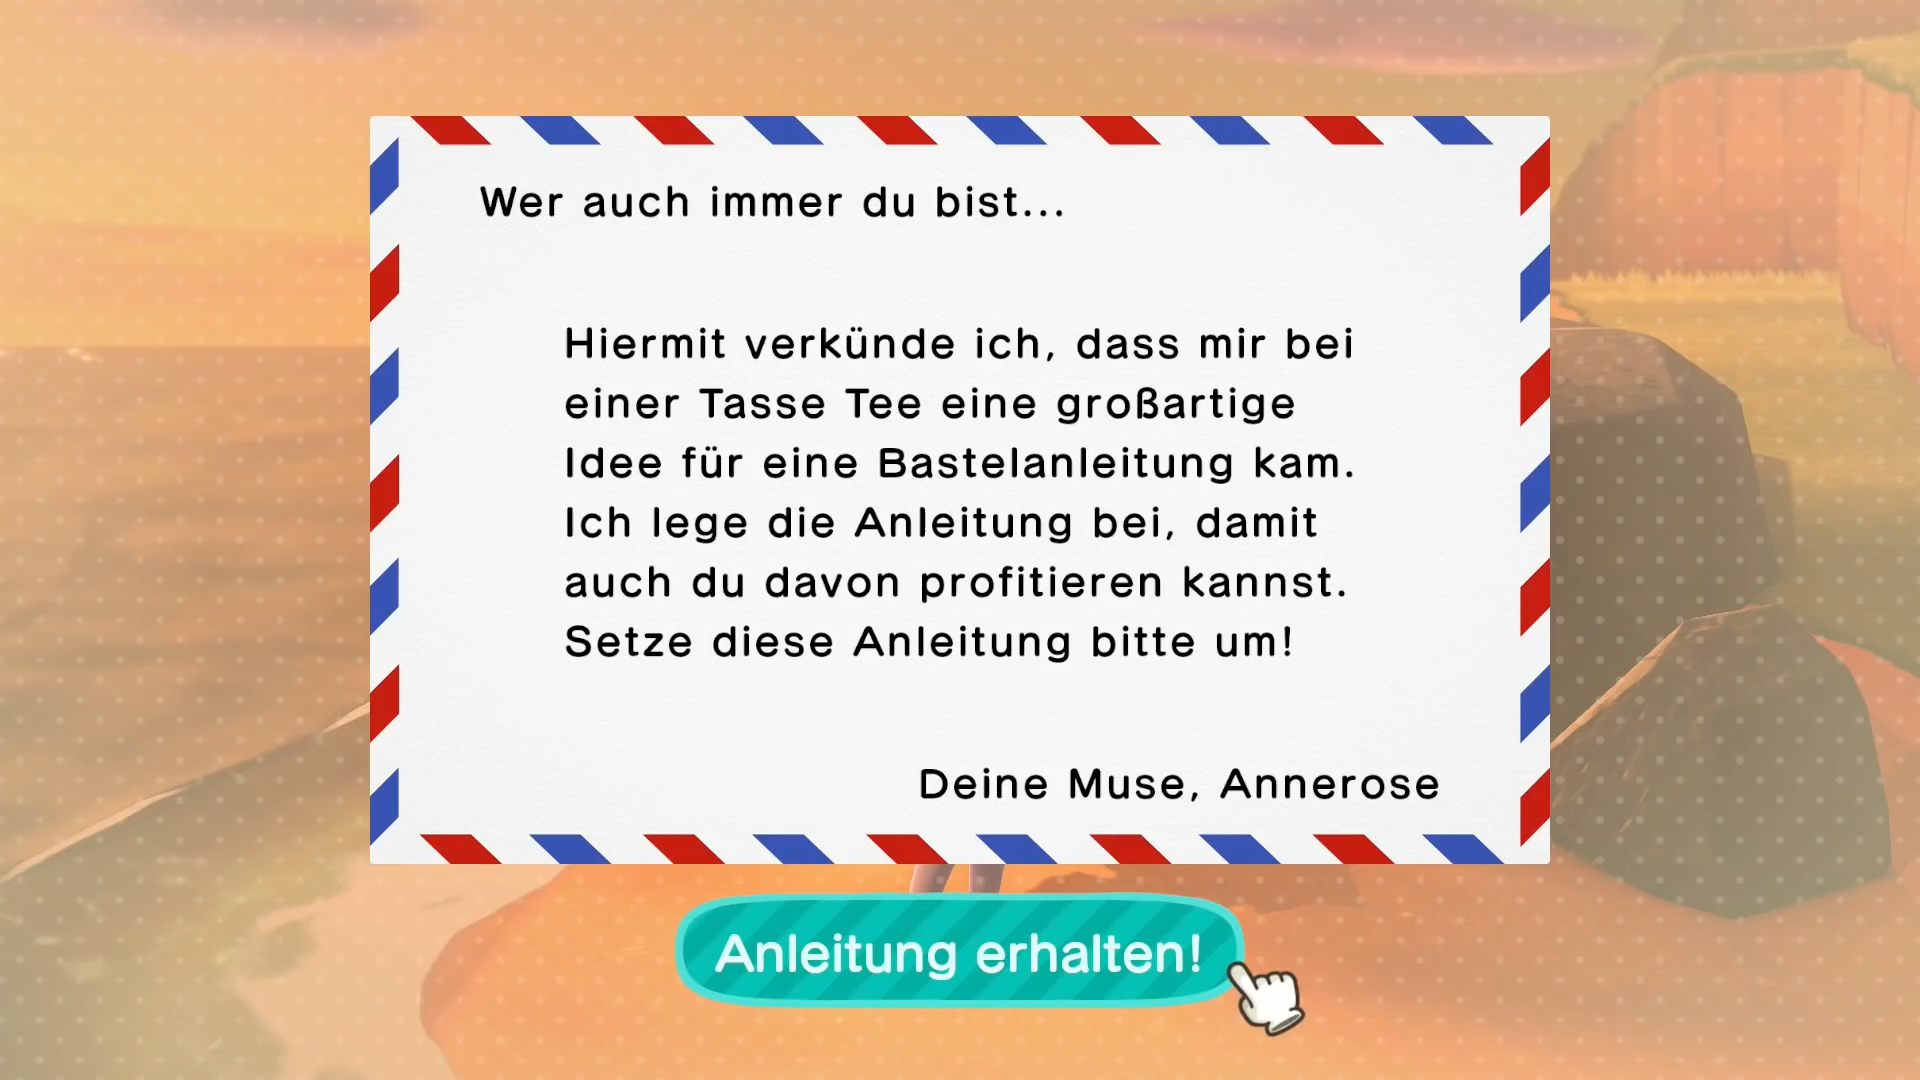 Wer auch immer du bist...
Hiermit verkünde ich, dass mir bei
einer Tasse Tee eine großartige
Idee für eine Bastelanleitung kam.
Ich lege die Anleitung bei, damit
auch du davon profitieren kannst.
Setze diese Anleitung bitte um!
Deine Muse, Annerose
Anleitung erhalten!